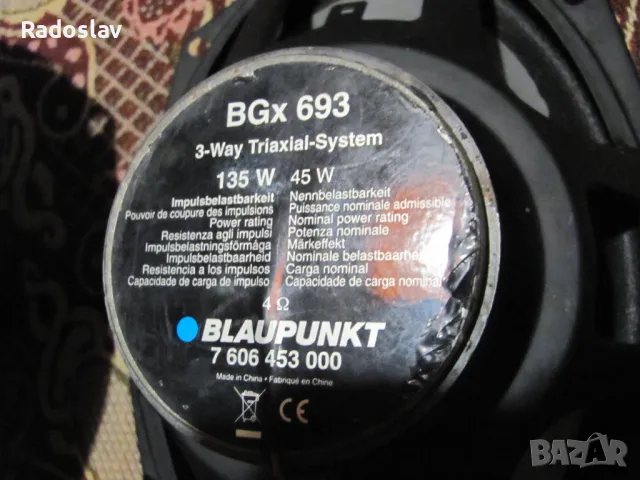 Radoslav
BGx 693
3-Way Triaxial-System
135 W 45 W
Impulsbelastbarkeit Nennbelastbarkeit
Pouvoir de coupure des impulsions Puissance nominale admissible
Power rating Nominal power rating
Resistenza agli impulsi Potenza nominale
Impulsbelastningsförmåga Märkeffekt
Impulsbelastbaarheid Nominale belastbaarheid
Resistencia a los impulsos Carga nominal
Capacidade de carga de impulso Capacidade de carga nominal
4 Ω
BLAUPUNKT
7 606 453 000
Made in China • Fabriqué en Chine
CE
BAZAR